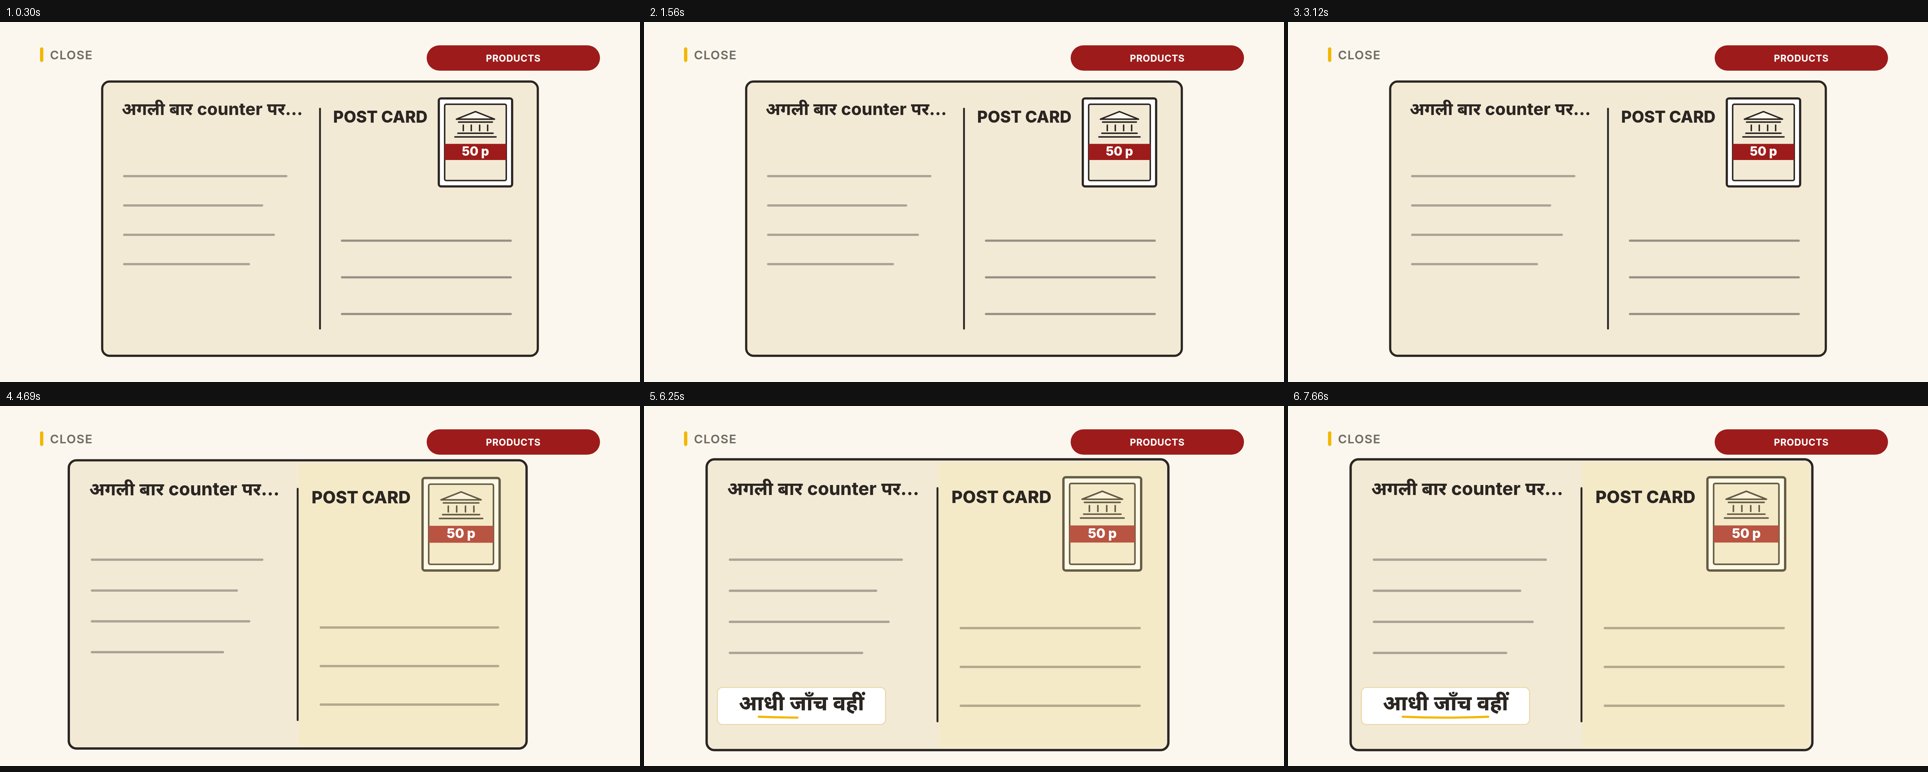 1. 0.30s
CLOSE
PRODUCTS
अगली बार counter पर...
POST CARD
50 p
2. 1.56s
CLOSE
PRODUCTS
अगली बार counter पर...
POST CARD
50 p
3. 3.12s
CLOSE
PRODUCTS
अगली बार counter पर...
POST CARD
50 p
4. 4.69s
CLOSE
PRODUCTS
अगली बार counter पर...
POST CARD
50 p
5. 6.25s
CLOSE
PRODUCTS
अगली बार counter पर...
POST CARD
50 p
आधी जाँच वहीं
6. 7.66s
CLOSE
PRODUCTS
अगली बार counter पर...
POST CARD
50 p
आधी जाँच वहीं